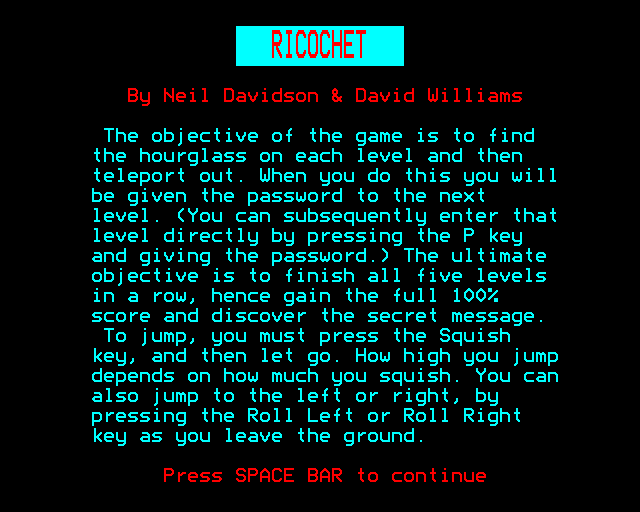 RICOCHET
By Neil Davidson & David Williams
The objective of the game is to find
the hourglass on each level and then
teleport out. When you do this you will
be given the password to the next
level. (You can subsequently enter that
level directly by pressing the P key
and giving the password.) The ultimate
objective is to finish all five levels
in a row, hence gain the full 100%
score and discover the secret message.
To jump, you must press the Squish
key, and then let go. How high you jump
depends on how much you squish. You can
also jump to the left or right, by
pressing the Roll Left or Roll Right
key as you leave the ground.
Press SPACE BAR to continue